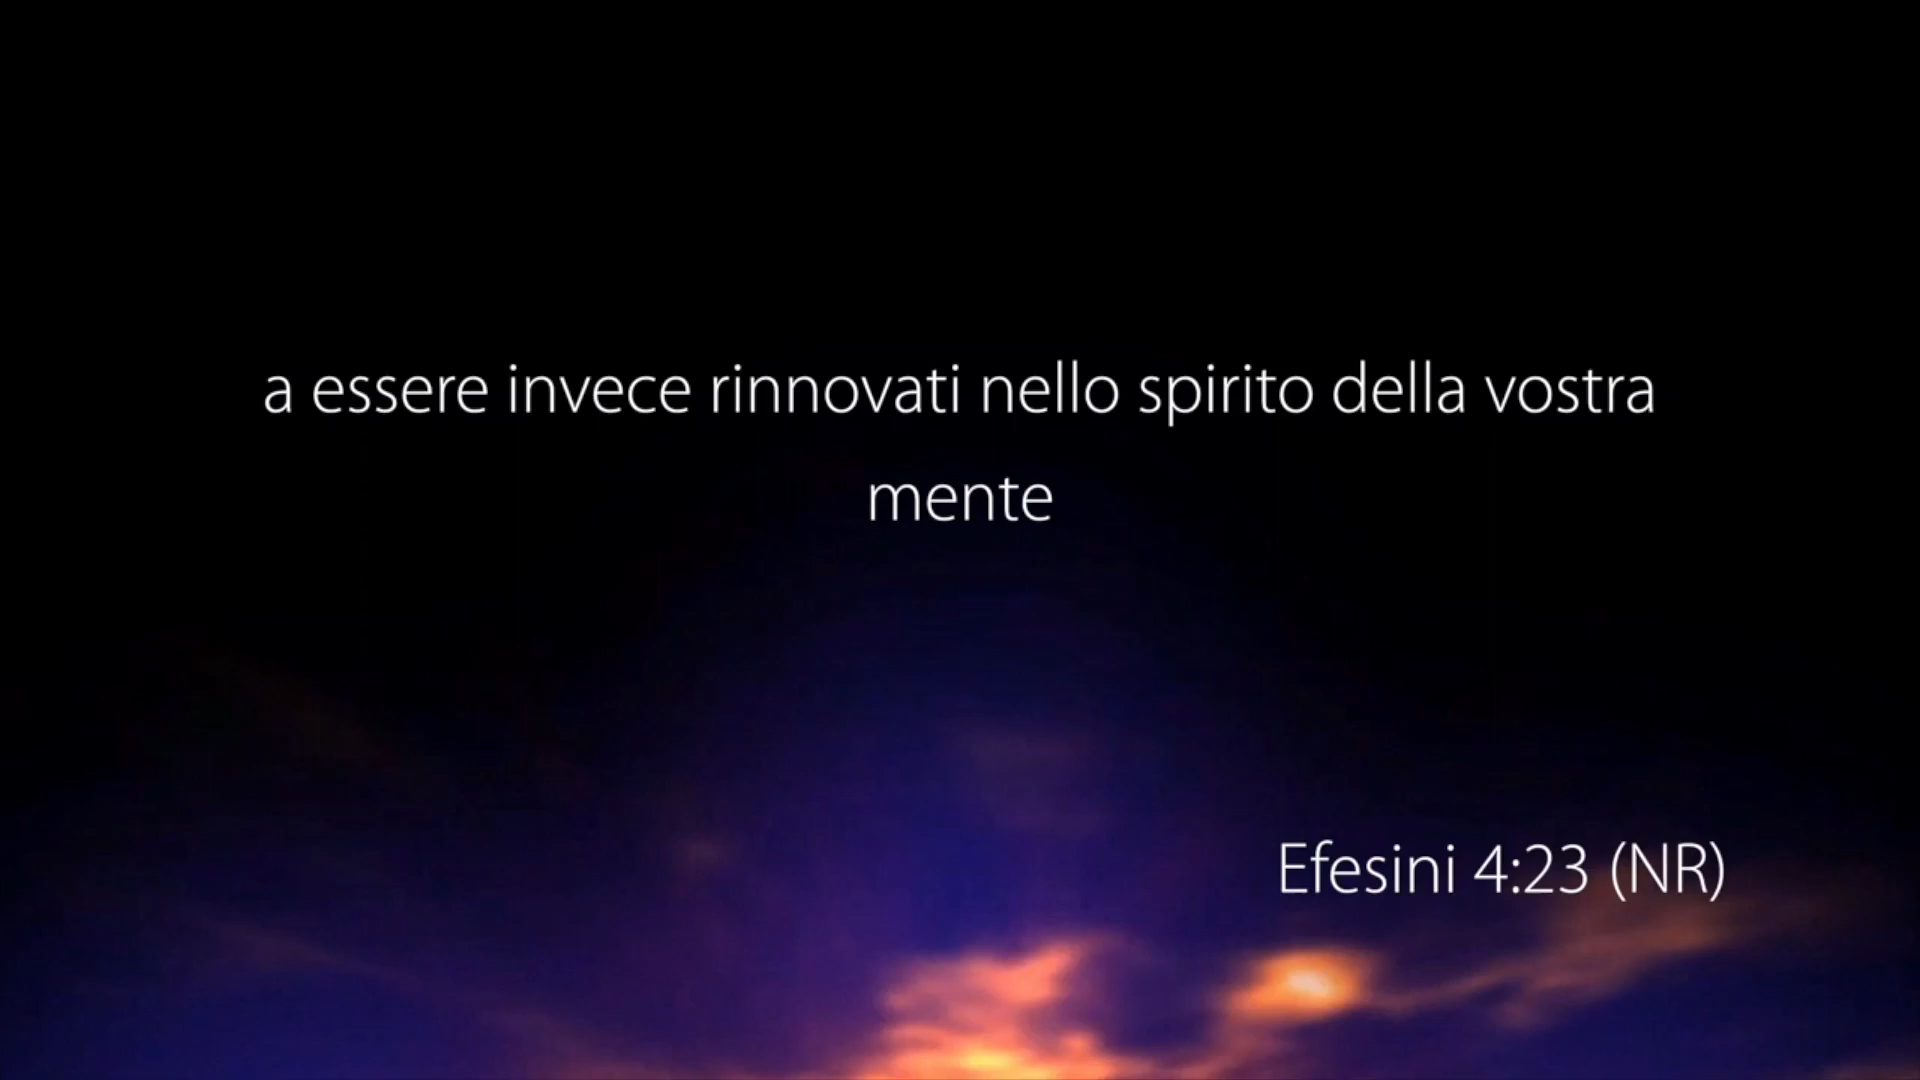 a essere invece rinnovati nello spirito della vostra
mente
Efesini 4:23 (NR)